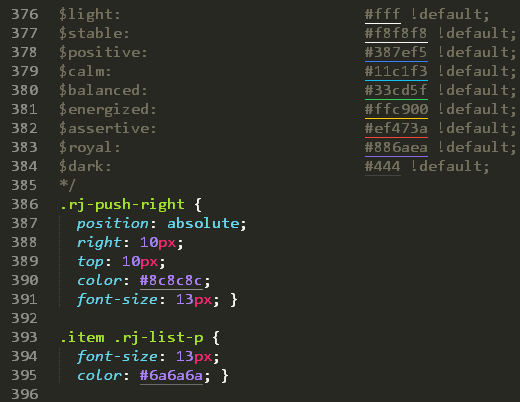 376 $light: #fff !default;
377 $stable: #f8f8f8 !default;
378 $positive: #387ef5 !default;
379 $calm: #11c1f3 !default;
380 $balanced: #33cd5f !default;
381 $energized: #ffc900 !default;
382 $assertive: #ef473a !default;
383 $royal: #886aea !default;
384 $dark: #444 !default;
385 */
386 .rj-push-right {
387 position: absolute;
388 right: 10px;
389 top: 10px;
390 color: #8c8c8c;
391 font-size: 13px; }
392
393 .item .rj-list-p {
394 font-size: 13px;
395 color: #6a6a6a; }
396